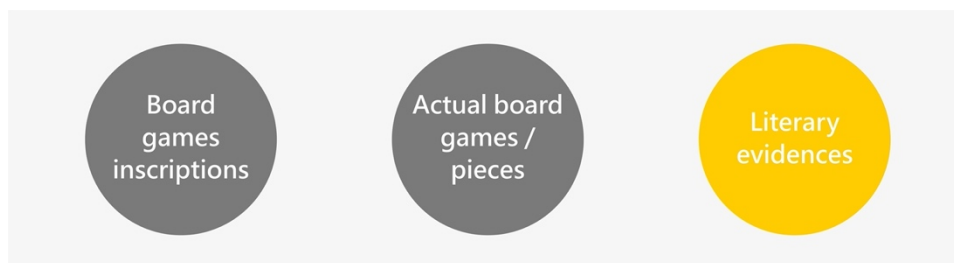 Board
games
inscriptions
Actual board
games /
pieces
Literary
evidences